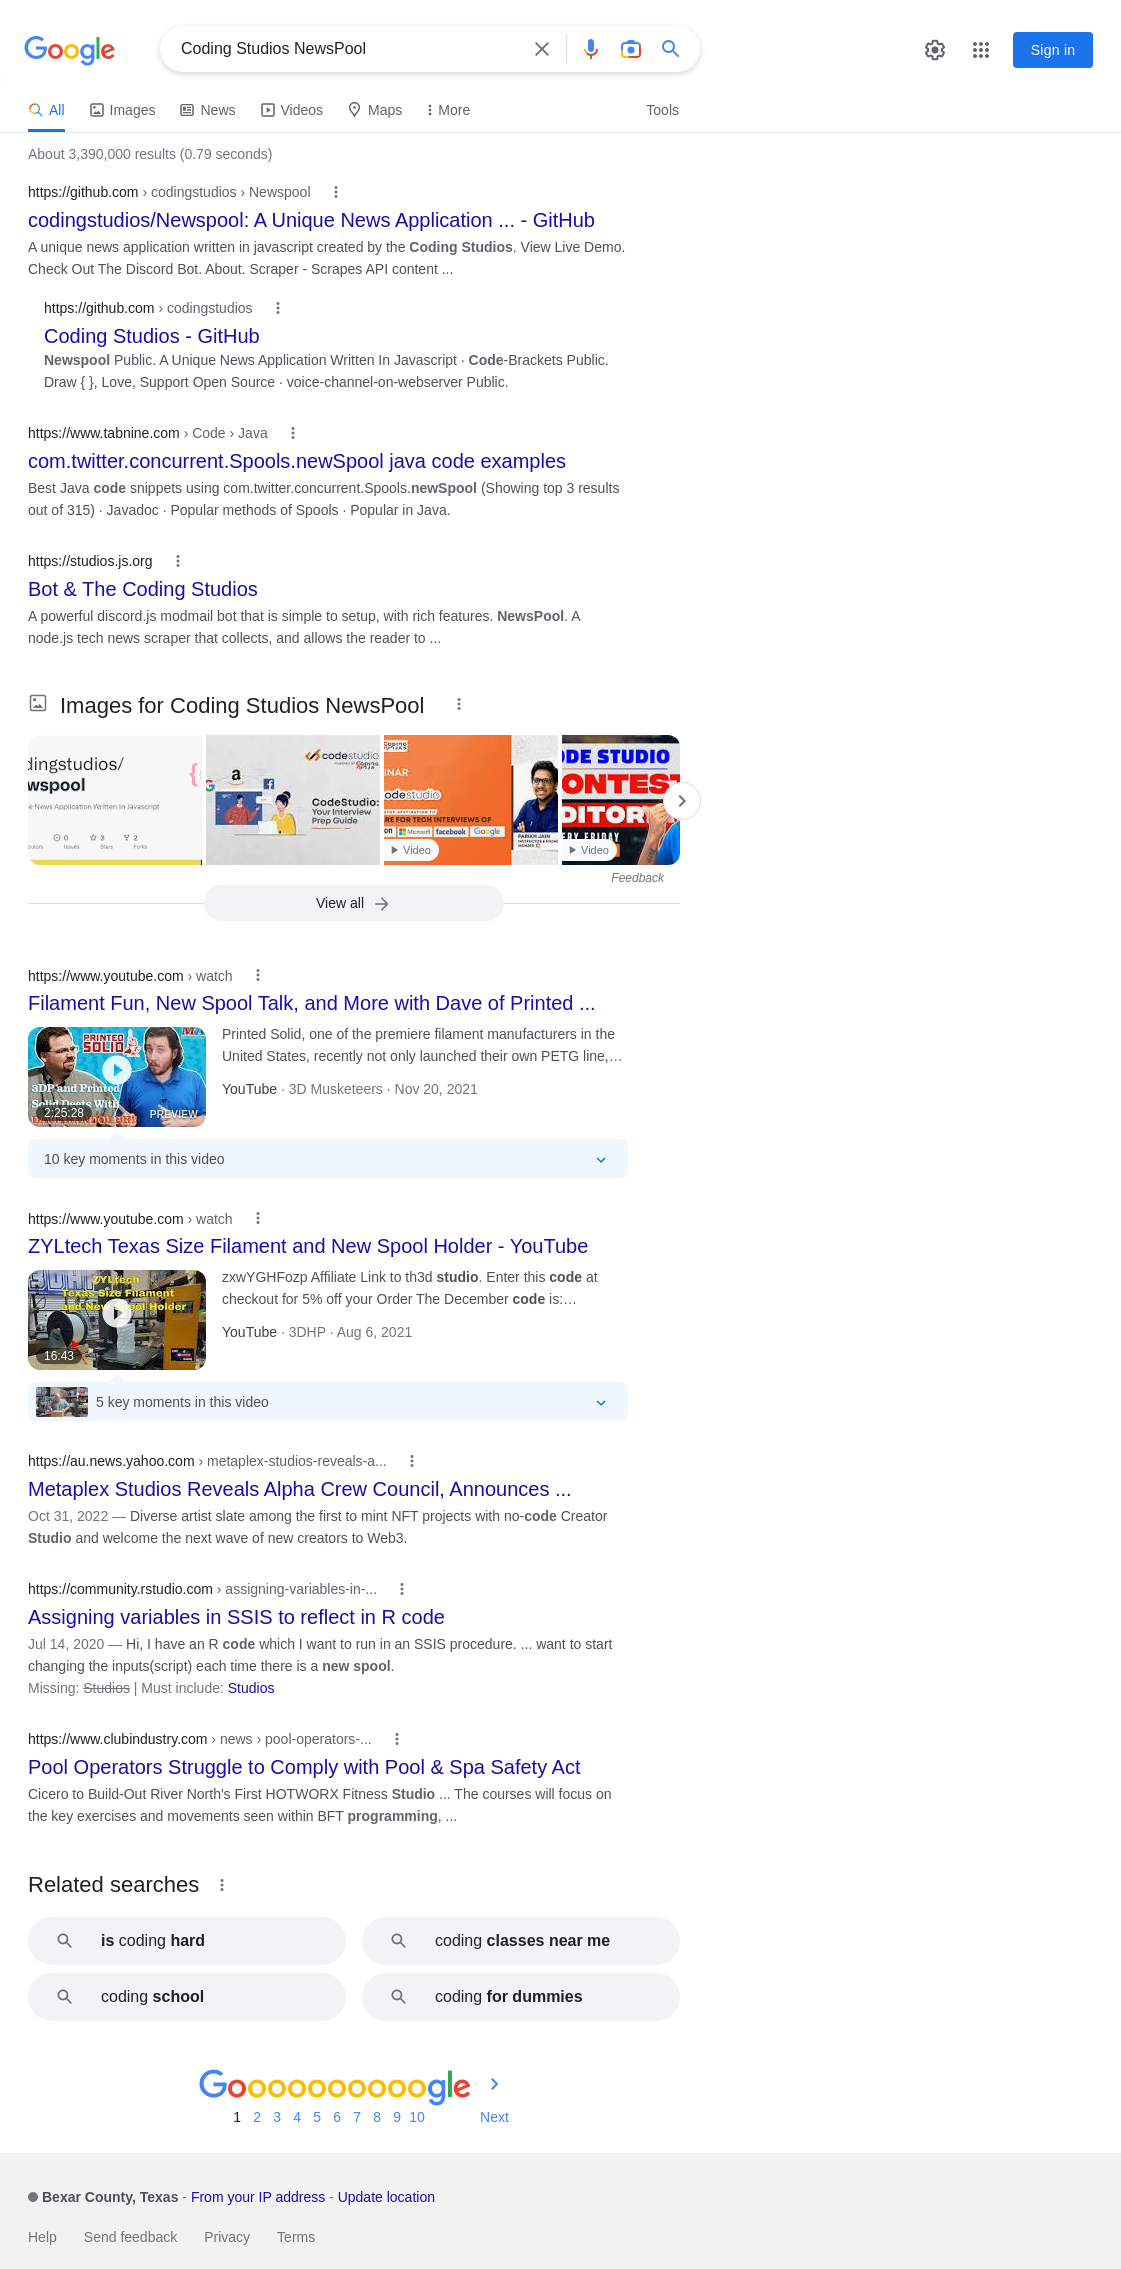 Google
Coding Studios NewsPool
Sign in
All
Images
News
Videos
Maps
More
Tools
About 3,390,000 results (0.79 seconds)
https://github.com › codingstudios › Newspool
codingstudios/Newspool: A Unique News Application ... - GitHub
A unique news application written in javascript created by the Coding Studios. View Live Demo.
Check Out The Discord Bot. About. Scraper - Scrapes API content ...
https://github.com › codingstudios
Coding Studios - GitHub
Newspool Public. A Unique News Application Written In Javascript · Code-Brackets Public.
Draw { }, Love, Support Open Source · voice-channel-on-webserver Public.
https://www.tabnine.com › Code › Java
com.twitter.concurrent.Spools.newSpool java code examples
Best Java code snippets using com.twitter.concurrent.Spools.newSpool (Showing top 3 results
out of 315) · Javadoc · Popular methods of Spools · Popular in Java.
https://studios.js.org
Bot & The Coding Studios
A powerful discord.js modmail bot that is simple to setup, with rich features. NewsPool. A
node.js tech news scraper that collects, and allows the reader to ...
Images for Coding Studios NewsPool
dingstudios/
wspool
e News Application Written In Javascript
0
3
2
Issues
Stars
Forks
codestudio
CodeStudio:
Your Interview
Prep Guide
INAR
codestudio
RE FOR TECH INTERVIEWS OF
Microsoft
facebook
Google
PARIKH JAIN
Video
ODE STUDIO
ONTEST
DITOR
ERY FRIDAY
Video
Feedback
View all
https://www.youtube.com › watch
Filament Fun, New Spool Talk, and More with Dave of Printed ...
PRINTED
SOLID
3DP and Printed
Solid Deets With
2:25:28
PREVIEW
Printed Solid, one of the premiere filament manufacturers in the
United States, recently not only launched their own PETG line,…
YouTube · 3D Musketeers · Nov 20, 2021
10 key moments in this video
https://www.youtube.com › watch
ZYLtech Texas Size Filament and New Spool Holder - YouTube
ZYLtech
Texas Size Filament
and New Spool Holder
16:43
zxwYGHFozp Affiliate Link to th3d studio. Enter this code at
checkout for 5% off your Order The December code is:…
YouTube · 3DHP · Aug 6, 2021
5 key moments in this video
https://au.news.yahoo.com › metaplex-studios-reveals-a...
Metaplex Studios Reveals Alpha Crew Council, Announces ...
Oct 31, 2022 — Diverse artist slate among the first to mint NFT projects with no-code Creator
Studio and welcome the next wave of new creators to Web3.
https://community.rstudio.com › assigning-variables-in-...
Assigning variables in SSIS to reflect in R code
Jul 14, 2020 — Hi, I have an R code which I want to run in an SSIS procedure. ... want to start
changing the inputs(script) each time there is a new spool.
Missing: Studios | Must include: Studios
https://www.clubindustry.com › news › pool-operators-...
Pool Operators Struggle to Comply with Pool & Spa Safety Act
Cicero to Build-Out River North's First HOTWORX Fitness Studio ... The courses will focus on
the key exercises and movements seen within BFT programming, ...
Related searches
is coding hard
coding classes near me
coding school
coding for dummies
Goooooooooogle
1 2 3 4 5 6 7 8 9 10 Next
Bexar County, Texas - From your IP address - Update location
Help Send feedback Privacy Terms